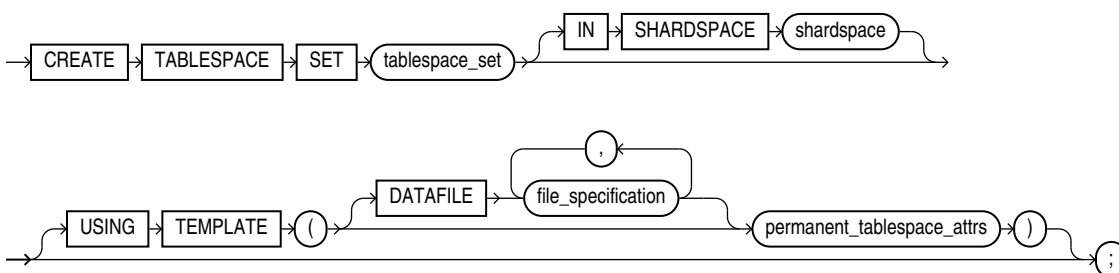 IN SHARDSPACE shardspace
CREATE TABLESPACE SET tablespace_set
,
DATAFILE file_specification
USING TEMPLATE ( permanent_tablespace_attrs )
;